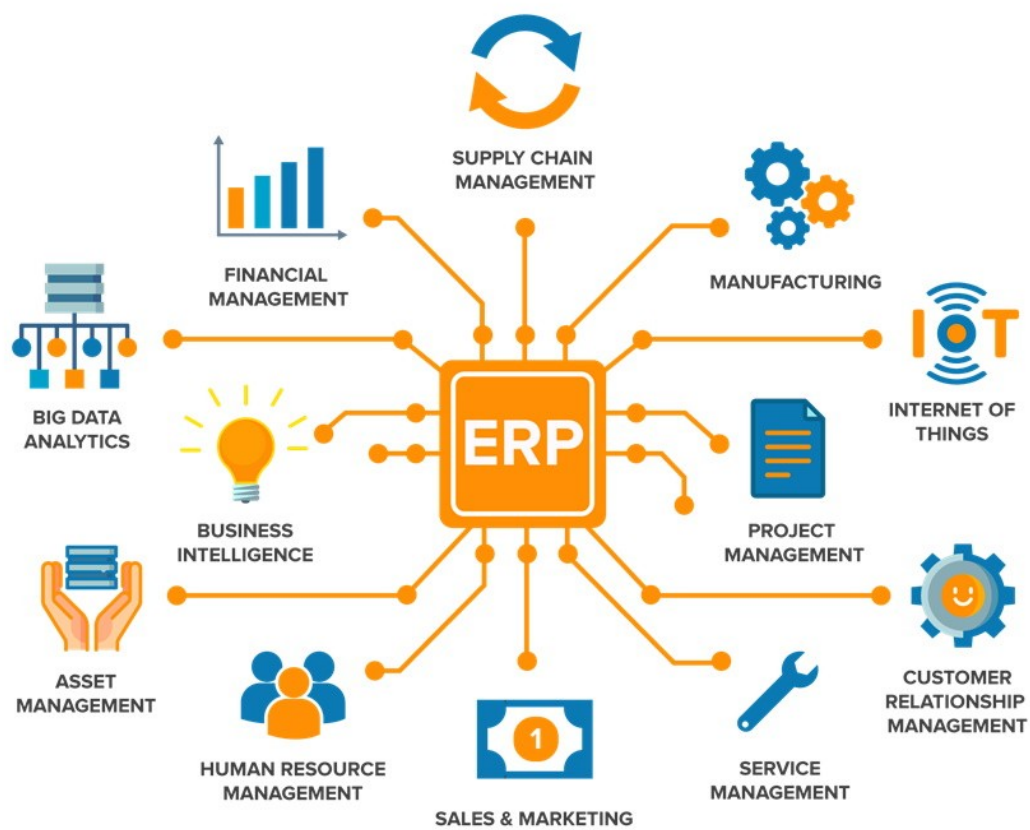 SUPPLY CHAIN
MANAGEMENT
FINANCIAL
MANAGEMENT
MANUFACTURING
IOT
BIG DATA
ANALYTICS
INTERNET OF
THINGS
ERP
BUSINESS
INTELLIGENCE
PROJECT
MANAGEMENT
ASSET
MANAGEMENT
CUSTOMER
RELATIONSHIP
MANAGEMENT
HUMAN RESOURCE
MANAGEMENT
1
SERVICE
MANAGEMENT
SALES & MARKETING